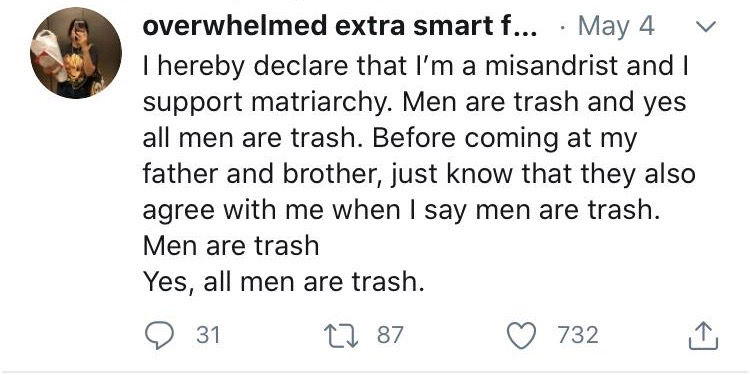 overwhelmed extra smart f... · May 4
I hereby declare that I’m a misandrist and I
support matriarchy. Men are trash and yes
all men are trash. Before coming at my
father and brother, just know that they also
agree with me when I say men are trash.
Men are trash
Yes, all men are trash.
31 87 732